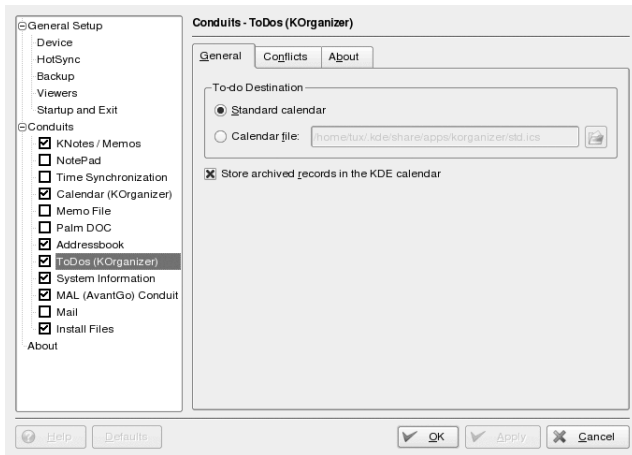 General Setup
Device
HotSync
Backup
Viewers
Startup and Exit
Conduits
KNotes / Memos
NotePad
Time Synchronization
Calendar (KOrganizer)
Memo File
Palm DOC
Addressbook
ToDos (KOrganizer)
System Information
MAL (AvantGo) Conduit
Mail
Install Files
About
Conduits - ToDos (KOrganizer)
General Conflicts About
To-do Destination
Standard calendar
Calendar file: /home/tux/.kde/share/apps/korganizer/std.ics
Store archived records in the KDE calendar
Help Defaults OK Apply Cancel